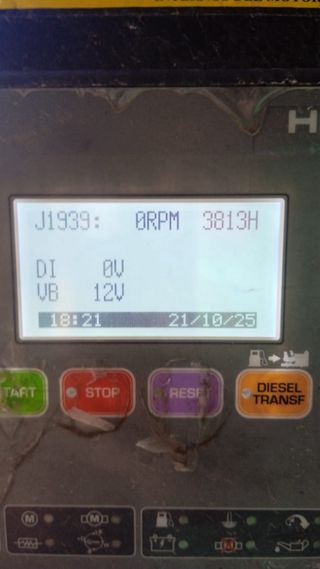 H
J1939: 0RPM 3813H
DI 0V
VB 12V
18:21 21/10/25
TART STOP RESET DIESEL
TRANSF